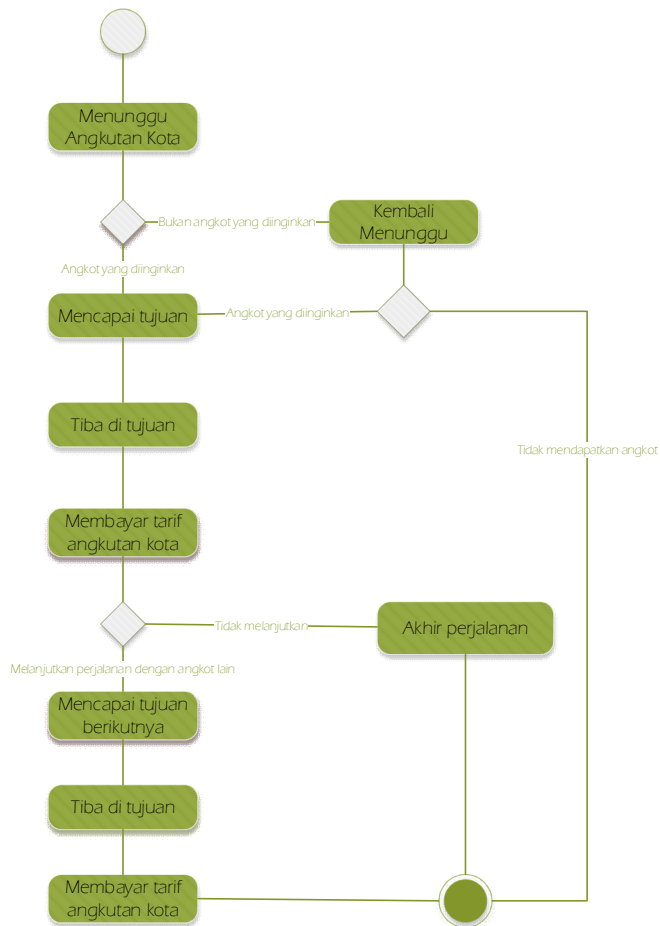 Menunggu
Angkutan Kota
Bukan angkot yang diinginkan
Kembali
Menunggu
Angkot yang diinginkan
Mencapai tujuan
Angkot yang diinginkan
Tiba di tujuan
Tidak mendapatkan angkot
Membayar tarif
angkutan kota
Tidak melanjutkan
Akhir perjalanan
Melanjutkan perjalanan dengan angkot lain
Mencapai tujuan
berikutnya
Tiba di tujuan
Membayar tarif
angkutan kota